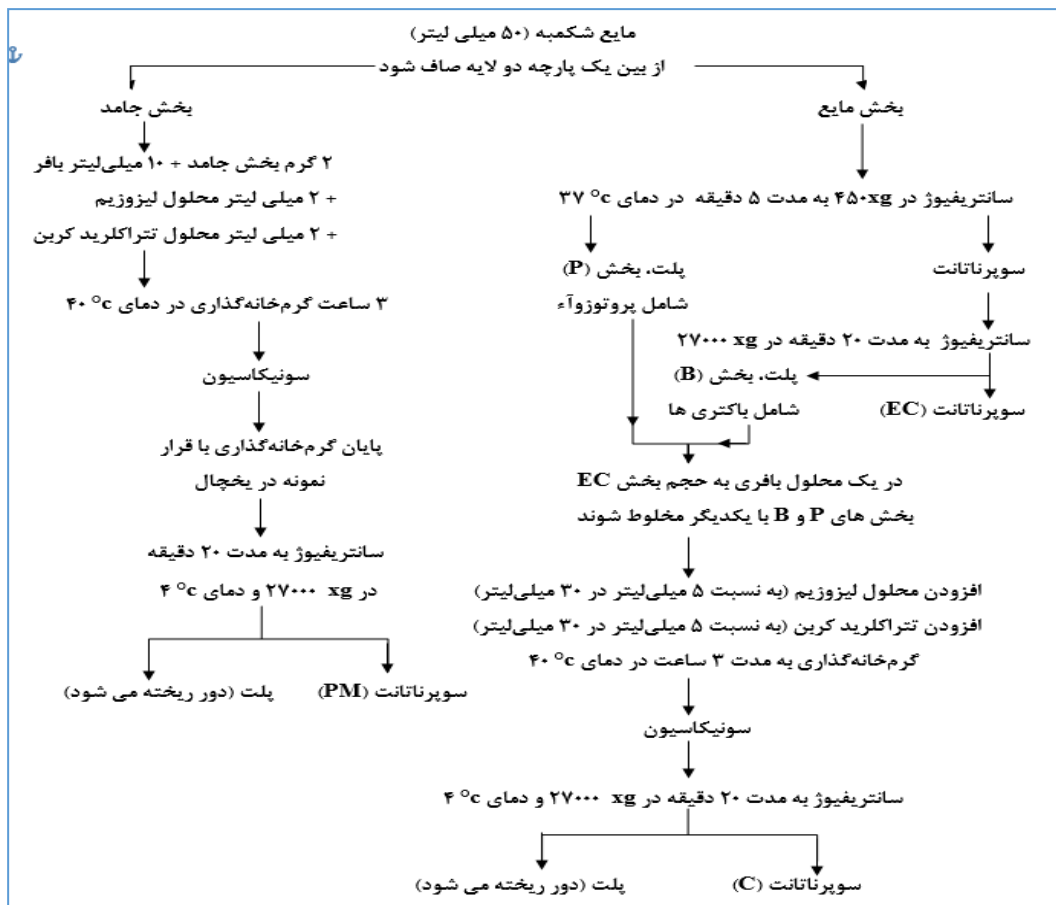 مایع شکمبه (۵۰ میلی لیتر)
از بین یک پارچه دو لایه صاف شود
بخش مایع
سانتریفیوژ در ۴۵۰xg به مدت ۵ دقیقه در دمای ۳۷ °c
سوپرناتانت
پلت، بخش (P)
شامل پروتوزوآء
سانتریفیوژ به مدت ۲۰ دقیقه در ۲۷۰۰۰ xg
پلت، بخش (B)
شامل باکتری ها
سوپرناتانت (EC)
در یک محلول بافری به حجم بخش EC
بخش های P و B با یکدیگر مخلوط شوند
افزودن محلول لیزوزیم (به نسبت ۵ میلی‌لیتر در ۳۰ میلی‌لیتر)
افزودن تتراکلرید کربن (به نسبت ۵ میلی‌لیتر در ۳۰ میلی‌لیتر)
گرم‌خانه‌گذاری به مدت ۳ ساعت در دمای ۴۰ °c
سونیکاسیون
سانتریفیوژ به مدت ۲۰ دقیقه در ۲۷۰۰۰ xg و دمای ۴ °c
سوپرناتانت (C)
پلت (دور ریخته می شود)
بخش جامد
۲ گرم بخش جامد + ۱۰ میلی‌لیتر بافر
+ ۲ میلی لیتر محلول لیزوزیم
+ ۲ میلی لیتر محلول تتراکلرید کربن
۳ ساعت گرم‌خانه‌گذاری در دمای ۴۰ °c
سونیکاسیون
پایان گرم‌خانه‌گذاری با قرار
نمونه در یخچال
سانتریفیوژ به مدت ۲۰ دقیقه
در ۲۷۰۰۰ xg و دمای ۴ °c
سوپرناتانت (PM)
پلت (دور ریخته می شود)